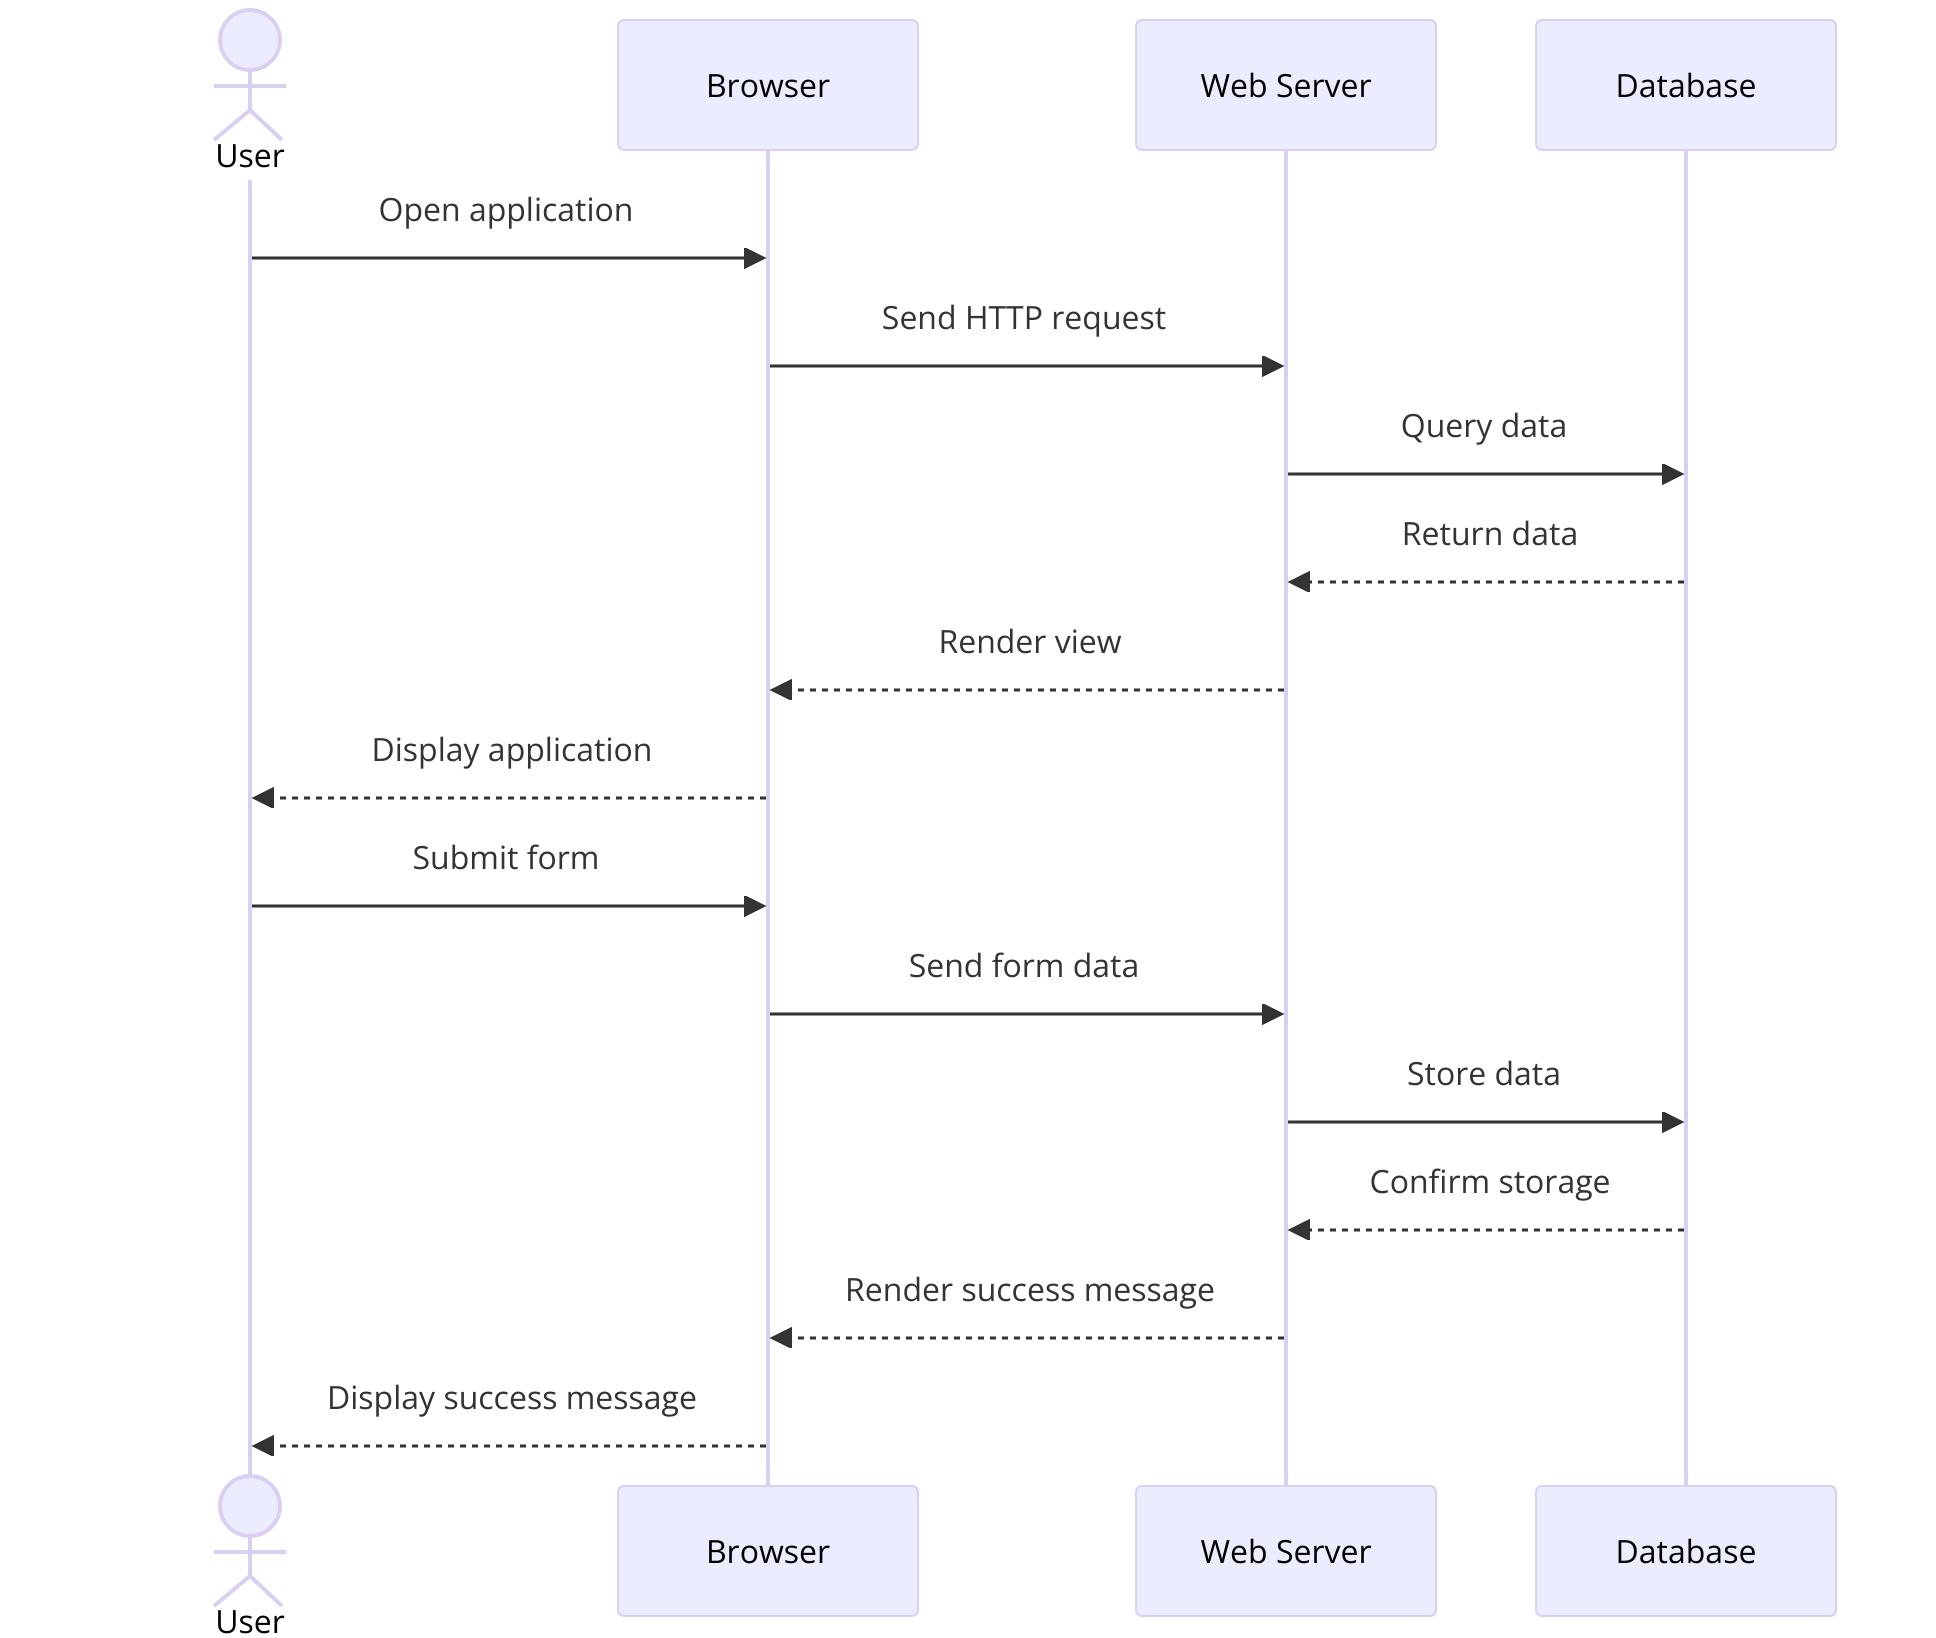 User
Browser
Web Server
Database
Open application
Send HTTP request
Query data
Return data
Render view
Display application
Submit form
Send form data
Store data
Confirm storage
Render success message
Display success message
User
Browser
Web Server
Database